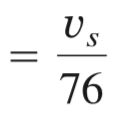 = v_s / 76